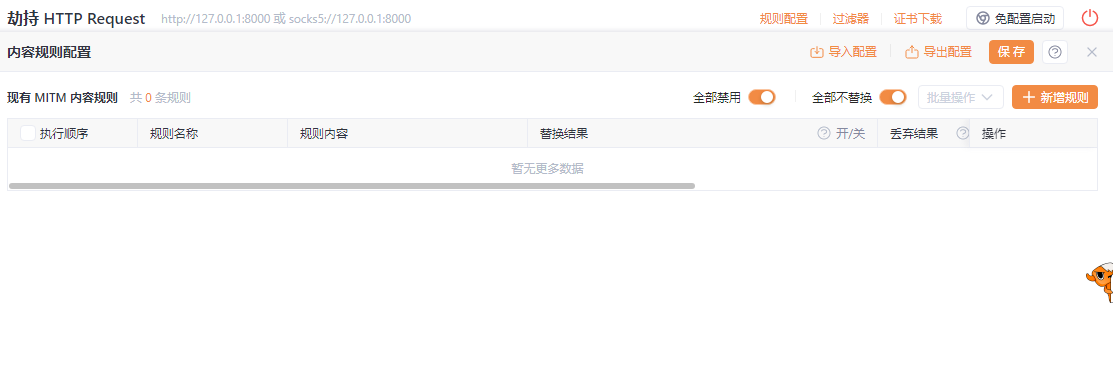 劫持 HTTP Request http://127.0.0.1:8000 或 socks5://127.0.0.1:8000 规则配置 过滤器 证书下载 免配置启动
内容规则配置 导入配置 导出配置 保存
现有 MITM 内容规则 共 0 条规则 全部禁用 全部不替换 批量操作 新增规则
执行顺序 规则名称 规则内容 替换结果 开/关 丢弃结果 操作
暂无更多数据